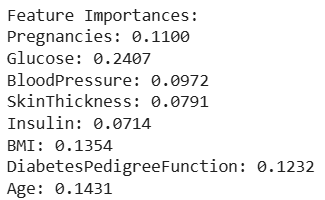 Feature Importances:
Pregnancies: 0.1100
Glucose: 0.2407
BloodPressure: 0.0972
SkinThickness: 0.0791
Insulin: 0.0714
BMI: 0.1354
DiabetesPedigreeFunction: 0.1232
Age: 0.1431